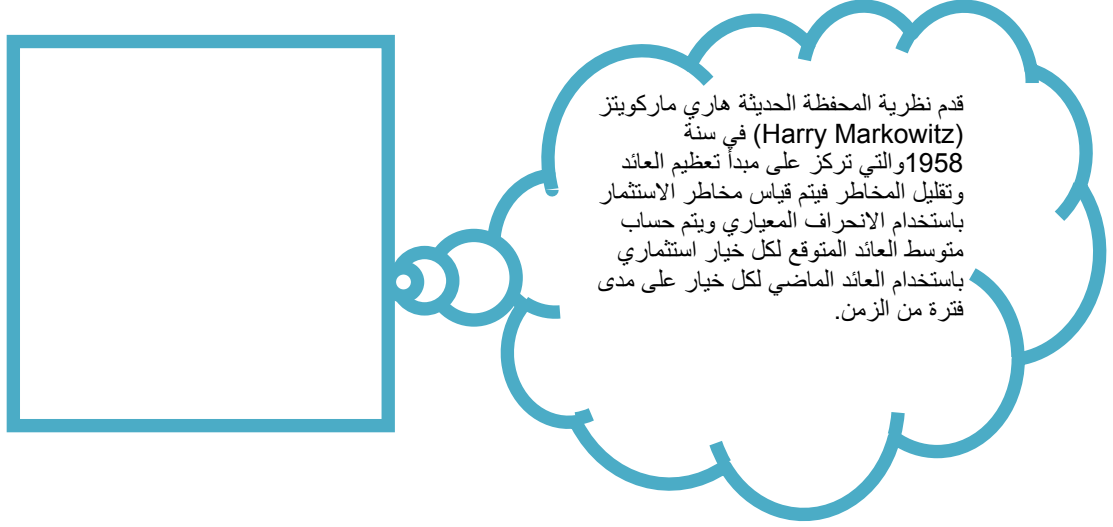 قدم نظرية المحفظة الحديثة هاري ماركويتز
(Harry Markowitz) في سنة
1958والتي تركز على مبدأ تعظيم العائد
وتقليل المخاطر فيتم قياس مخاطر الاستثمار
باستخدام الانحراف المعياري ويتم حساب
متوسط العائد المتوقع لكل خيار استثماري
باستخدام العائد الماضي لكل خيار على مدى
فترة من الزمن.